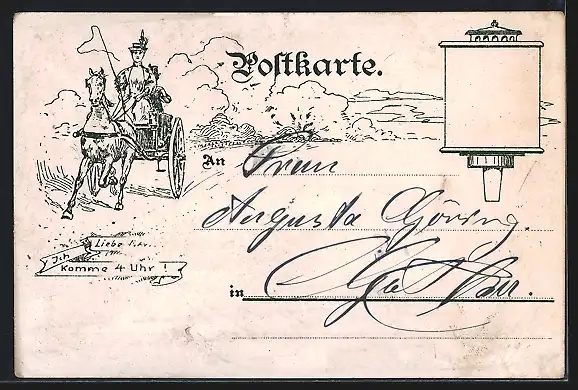 Postkarte.
An Frau
Augusta Göring.
in
Ich Liebe
komme 4 Uhr !